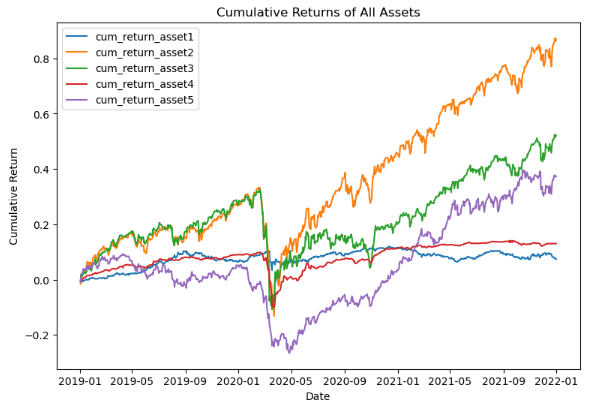 Cumulative Returns of All Assets
cum_return_asset1
cum_return_asset2
cum_return_asset3
cum_return_asset4
cum_return_asset5
Cumulative Return
0.8
0.6
0.4
0.2
0.0
−0.2
2019-01 2019-05 2019-09 2020-01 2020-05 2020-09 2021-01 2021-05 2021-09 2022-01
Date